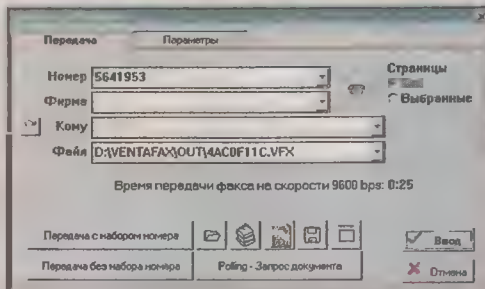 Передача
Параметры
Номер 5641953
Фирма
Кому
Файл D:\VENTAFAX\OUT\4AC0F11C.VFX
Страницы
Выбранные
Время передачи факса на скорости 9600 bps: 0:25
Передача с набором номера
Передача без набора номера
Polling - Запрос документа
Ввод
Отмена